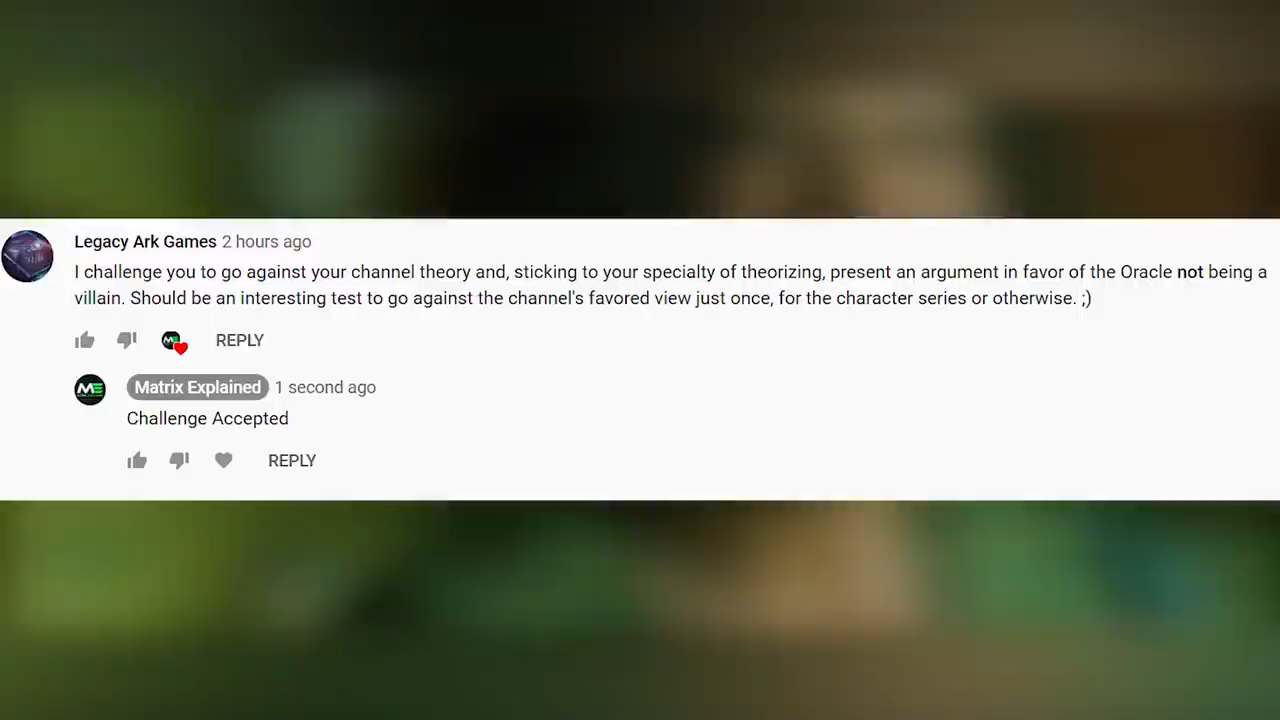 Legacy Ark Games 2 hours ago
I challenge you to go against your channel theory and, sticking to your specialty of theorizing, present an argument in favor of the Oracle not being a
villain. Should be an interesting test to go against the channel's favored view just once, for the character series or otherwise. ;)
REPLY
Matrix Explained 1 second ago
Challenge Accepted
REPLY